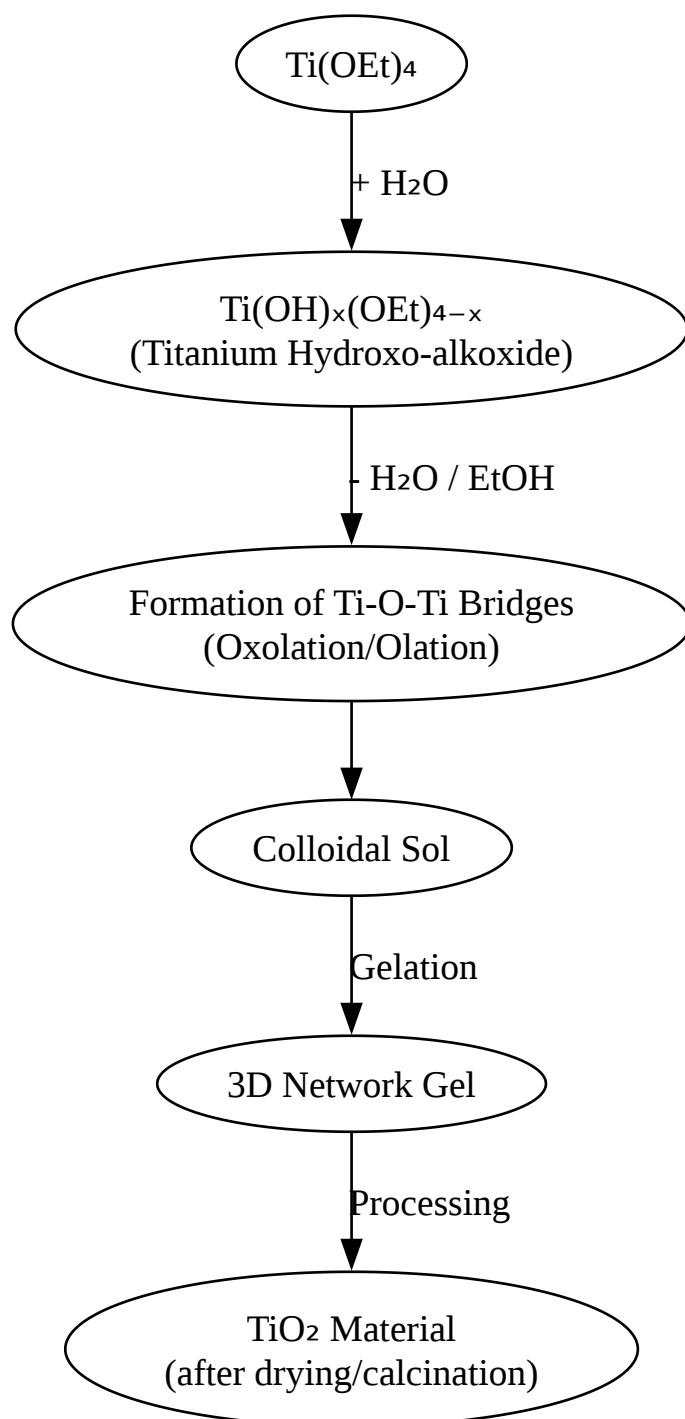 Ti(OEt)₄
+ H₂O
Ti(OH)ₓ(OEt)₄₋ₓ
(Titanium Hydroxo-alkoxide)
- H₂O / EtOH
Formation of Ti-O-Ti Bridges
(Oxolation/Olation)
Colloidal Sol
Gelation
3D Network Gel
Processing
TiO₂ Material
(after drying/calcination)